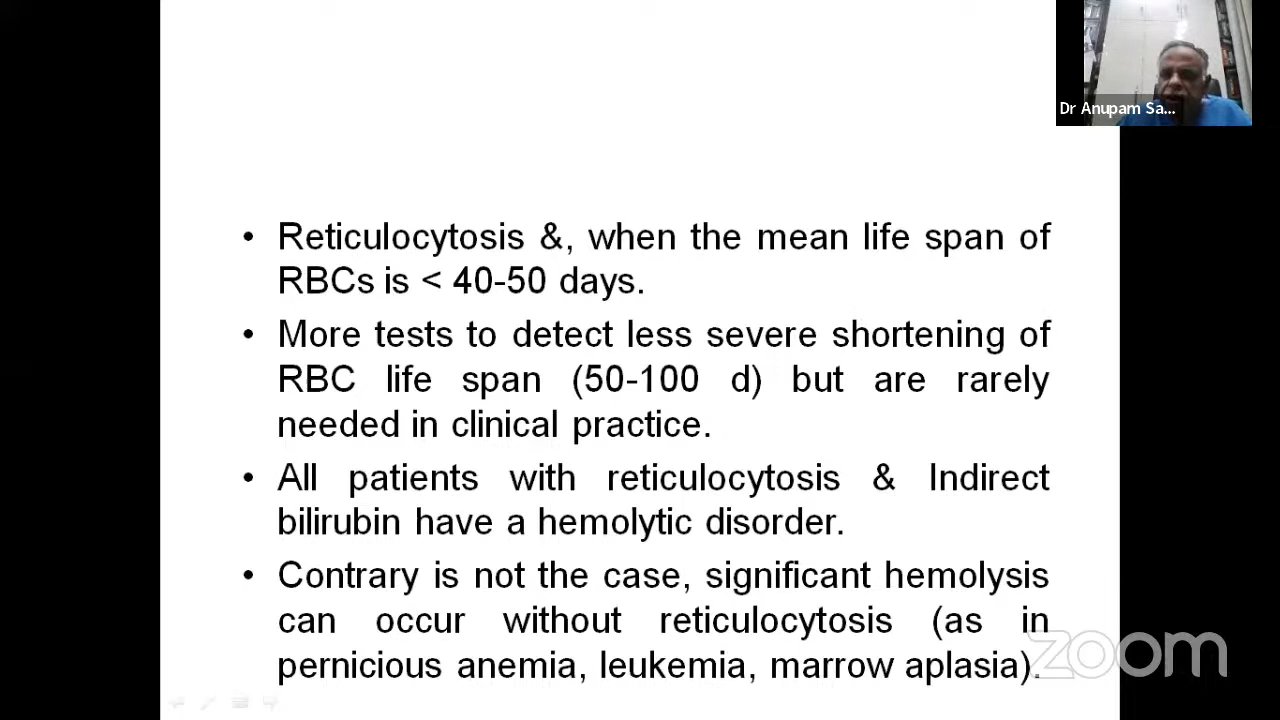 Dr Anupam Sa...
• Reticulocytosis &, when the mean life span of
RBCs is < 40-50 days.
• More tests to detect less severe shortening of
RBC life span (50-100 d) but are rarely
needed in clinical practice.
• All patients with reticulocytosis & Indirect
bilirubin have a hemolytic disorder.
• Contrary is not the case, significant hemolysis
can occur without reticulocytosis (as in
pernicious anemia, leukemia, marrow aplasia).
zoom